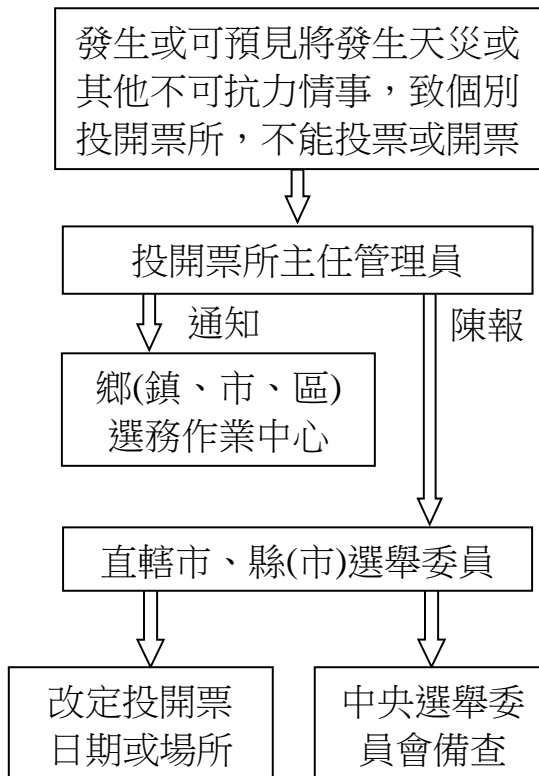 發生或可預見將發生天災或
其他不可抗力情事，致個別
投開票所，不能投票或開票
投開票所主任管理員
通知
陳報
鄉(鎮、市、區)
選務作業中心
直轄市、縣(市)選舉委員
改定投開票
日期或場所
中央選舉委
員會備查